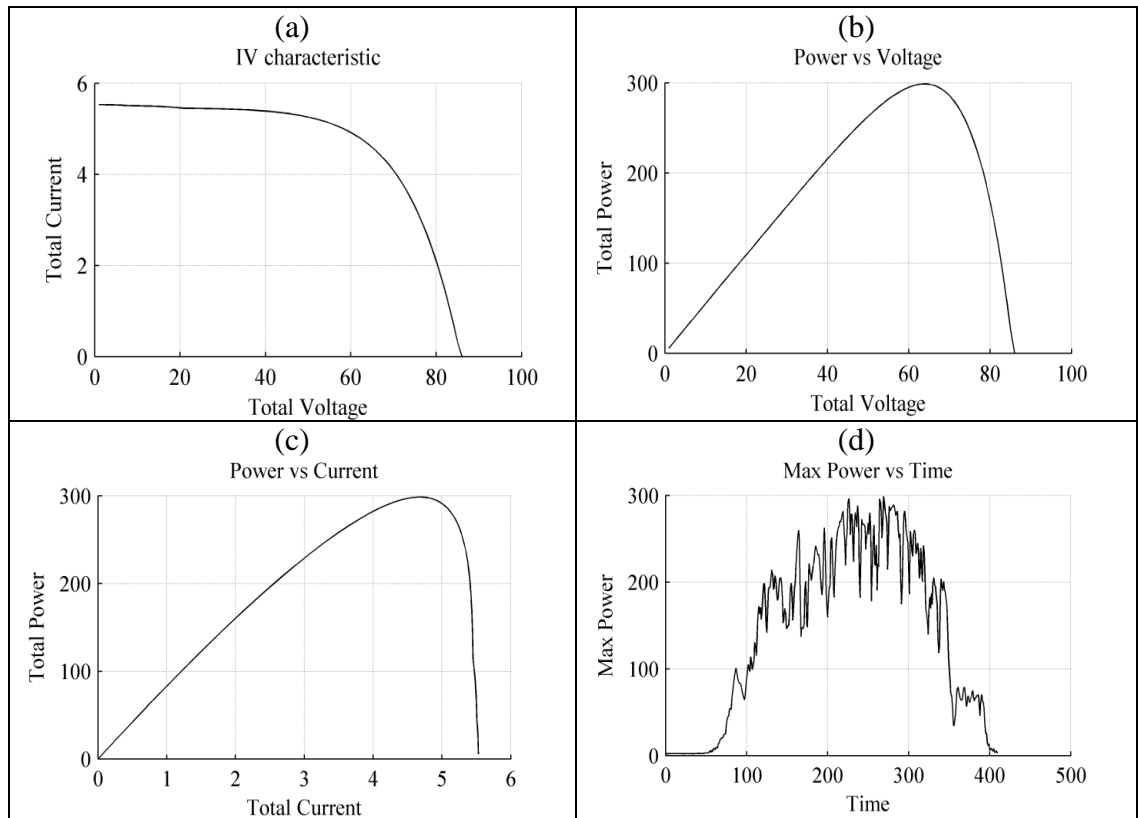 (a)
IV characteristic
6
4
2
0
Total Current
0 20 40 60 80 100
Total Voltage
(b)
Power vs Voltage
300
200
100
0
Total Power
0 20 40 60 80 100
Total Voltage
(c)
Power vs Current
300
200
100
0
Total Power
0 1 2 3 4 5 6
Total Current
(d)
Max Power vs Time
300
200
100
0
Max Power
0 100 200 300 400 500
Time